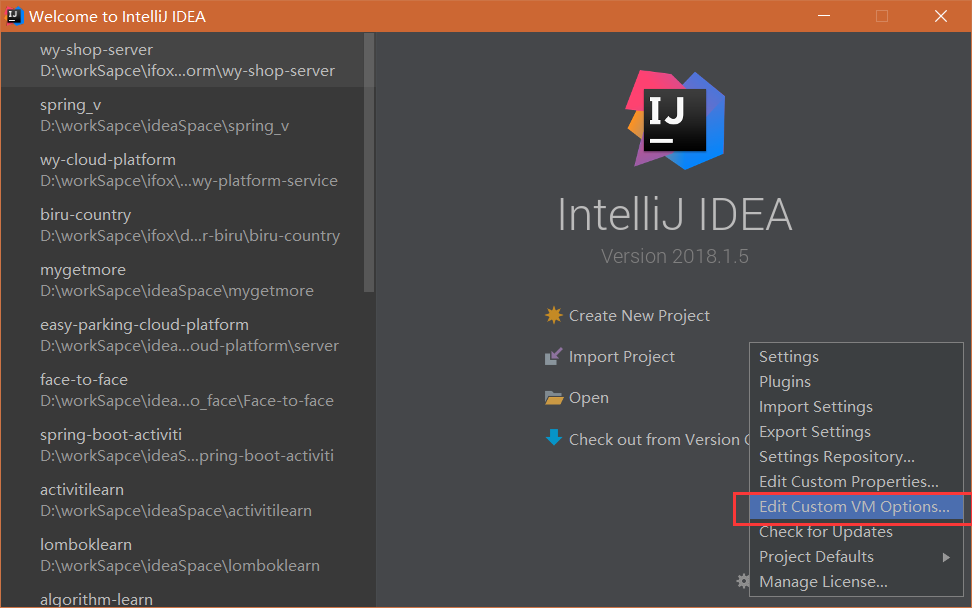 Welcome to IntelliJ IDEA
wy-shop-server
D:\workSapce\ifox...orm\wy-shop-server
spring_v
D:\workSapce\ideaSpace\spring_v
wy-cloud-platform
D:\workSapce\ifox\...wy-platform-service
biru-country
D:\workSapce\ifox\d...r-biru\biru-country
mygetmore
D:\workSapce\ideaSpace\mygetmore
easy-parking-cloud-platform
D:\workSapce\idea...oud-platform\server
face-to-face
D:\workSapce\idea...o_face\Face-to-face
spring-boot-activiti
D:\workSapce\ideaS...pring-boot-activiti
activitilearn
D:\workSapce\ideaSpace\activitilearn
lomboklearn
D:\workSapce\ideaSpace\lomboklearn
algorithm-learn
IJ
IntelliJ IDEA
Version 2018.1.5
Create New Project
Import Project
Open
Check out from Version
Settings
Plugins
Import Settings
Export Settings
Settings Repository...
Edit Custom Properties...
Edit Custom VM Options...
Check for Updates
Project Defaults
Manage License...